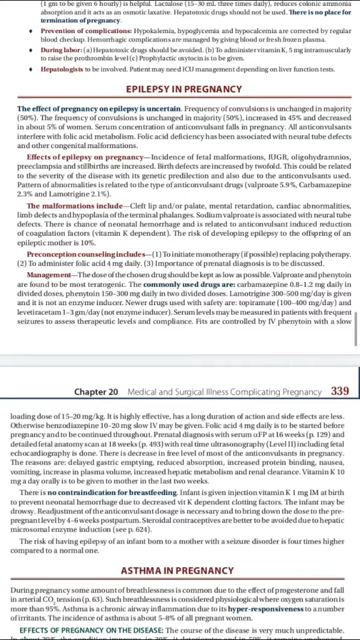 (1 gm to be given 6 hourly) is helpful. Lactulose (15–30 mL three times daily), reduces colonic ammonia
absorption and it acts as an osmotic laxative. Hepatotoxic drugs should not be used. There is no place for
termination of pregnancy.
♦ Prevention of complications: Hypokalemia, hypoglycemia and hypocalcemia are corrected by regular
blood checkup. Hemorrhagic complications are managed by giving blood or fresh frozen plasma.
♦ During labor: (a) Hepatotoxic drugs should be avoided. (b) To administer vitamin K, 5 mg intramuscularly
to raise the prothrombin level (c) Prophylactic oxytocin is to be given.
♦ Hepatologists to be involved. Patient may need ICU management depending on liver function tests.
EPILEPSY IN PREGNANCY
The effect of pregnancy on epilepsy is uncertain. Frequency of convulsions is unchanged in majority
(50%). The frequency of convulsions is unchanged in majority (50%), increased in 45% and decreased
in about 5% of women. Serum concentration of anticonvulsant falls in pregnancy. All anticonvulsants
interfere with folic metabolism. Folic acid deficiency has been associated with neural tube defects
and other congenital malformations.
Effects of epilepsy on pregnancy—Incidence of fetal malformations, IUGR, oligohydramnios,
preeclampsia and stillbirths are increased. Birth defects are increased by twofold. This could be related
to the severity of the disease with its genetic predilection and also due to the anticonvulsants used.
Pattern of abnormalities is related to the type of anticonvulsant drugs (valproate 5.9%, Carbamazepine
2.3% and Lamotrigine 2.1%).
The malformations include—Cleft lip and/or palate, mental retardation, cardiac abnormalities,
limb defects and hypoplasia of the terminal phalanges. Sodium valproate is associated with neural tube
defects. There is chance of neonatal hemorrhage and is related to anticonvulsant induced reduction
of coagulation factors (vitamin K dependent). The risk of developing epilepsy to the offspring of an
epileptic mother is 10%.
Preconception counseling includes—(1) To initiate monotherapy (if possible) replacing polytherapy.
(2) To administer folic acid 4 mg daily. (3) Importance of prenatal diagnosis is to be discussed.
Management—The dose of the chosen drug should be kept as low as possible. Valproate and phenytoin
are found to be most teratogenic. The commonly used drugs are: carbamazepine 0.8–1.2 mg daily in
divided doses, phenytoin 150–300 mg daily in two divided doses. Lamotrigine 300–500 mg/day is given
and it is not an enzyme inducer. Newer drugs used with safety are: topiramate (100–400 mg/day) and
levetiracetam 1–3 gm/day (not enzyme inducer). Serum levels may be measured in patients with frequent
seizures to assess therapeutic levels and compliance. Fits are controlled by IV phenytoin with a slow
Chapter 20 Medical and Surgical Illness Complicating Pregnancy 339
loading dose of 15–20 mg/kg. It is highly effective, has a long duration of action and side effects are less.
Otherwise benzodiazepine 10–20 mg slow IV may be given. Folic acid 4 mg daily is to be started before
pregnancy and to be continued throughout. Prenatal diagnosis with serum αFP at 16 weeks (p. 129) and
detailed fetal anatomy scan at 18 weeks (p. 493) with real time ultrasonography (Level II) including fetal
echocardiography is done. There is decrease in free level of most of the anticonvulsants in pregnancy.
The reasons are: delayed gastric emptying, reduced absorption, increased protein binding, nausea,
vomiting, increase in plasma volume, increased hepatic metabolism and renal clearance. Vitamin K 10
mg a day orally is to be given to mother in the last two weeks.
There is no contraindication for breastfeeding. Infant is given injection vitamin K 1 mg IM at birth
to prevent neonatal hemorrhage due to decreased vit K dependent clotting factors. The infant may be
drowsy. Readjustment of the anticonvulsant dosage is necessary and to bring down the dose to the pre-
pregnant level by 4–6 weeks postpartum. Steroidal contraceptives are better to be avoided due to hepatic
microsomal enzyme induction (see p. 624).
The risk of having epilepsy of an infant born to a mother with a seizure disorder is four times higher
compared to a normal one.
ASTHMA IN PREGNANCY
During pregnancy some amount of breathlessness is common due to the effect of progesterone and fall
in arterial CO2 tension (p. 63). Such breathlessness is considered physiological where oxygen saturation is
more than 95%. Asthma is a chronic airway inflammation due to its hyper-responsiveness to a number
of irritants. The incidence of asthma is about 5–8% of all pregnant women.
EFFECTS OF PREGNANCY ON THE DISEASE: The course of the disease is very much unpredictable.